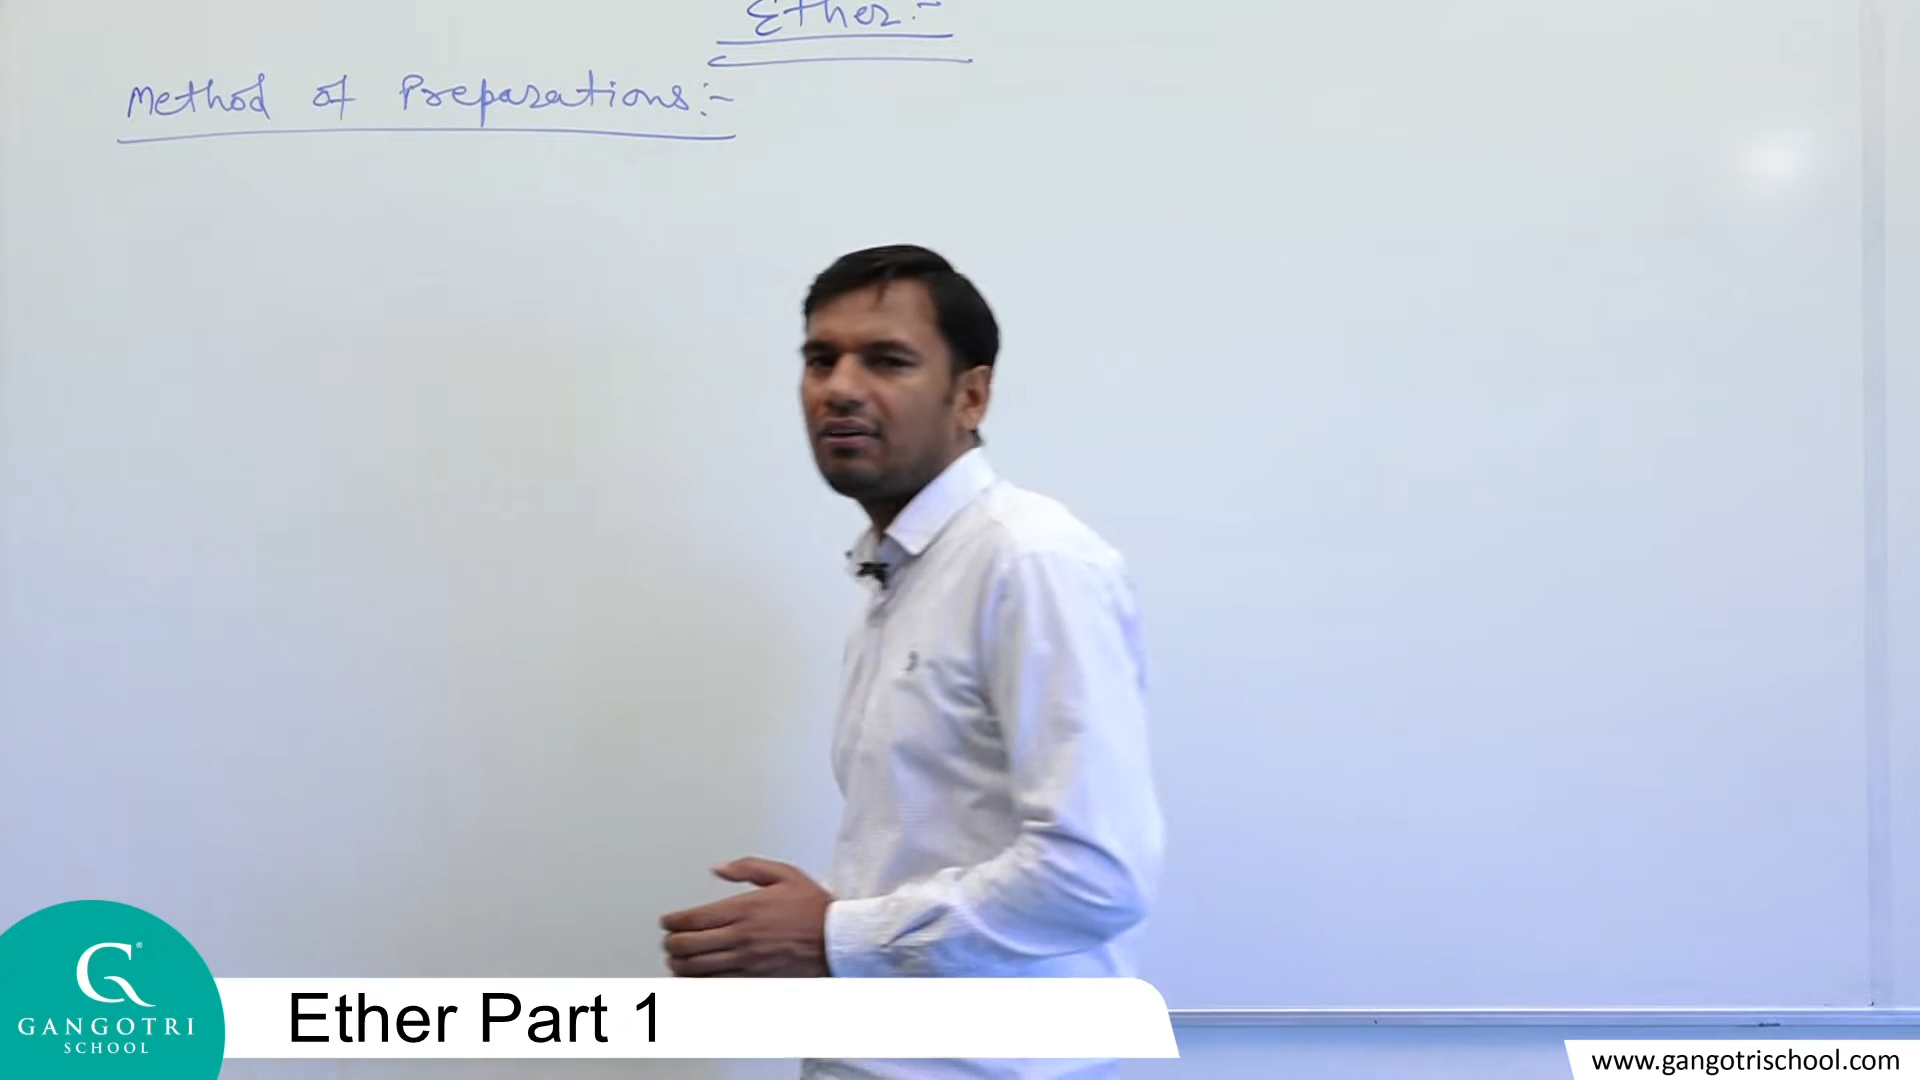 Ether:-
Method of Preparations:-
G®
GANGOTRI
SCHOOL
Ether Part 1
www.gangotrischool.com